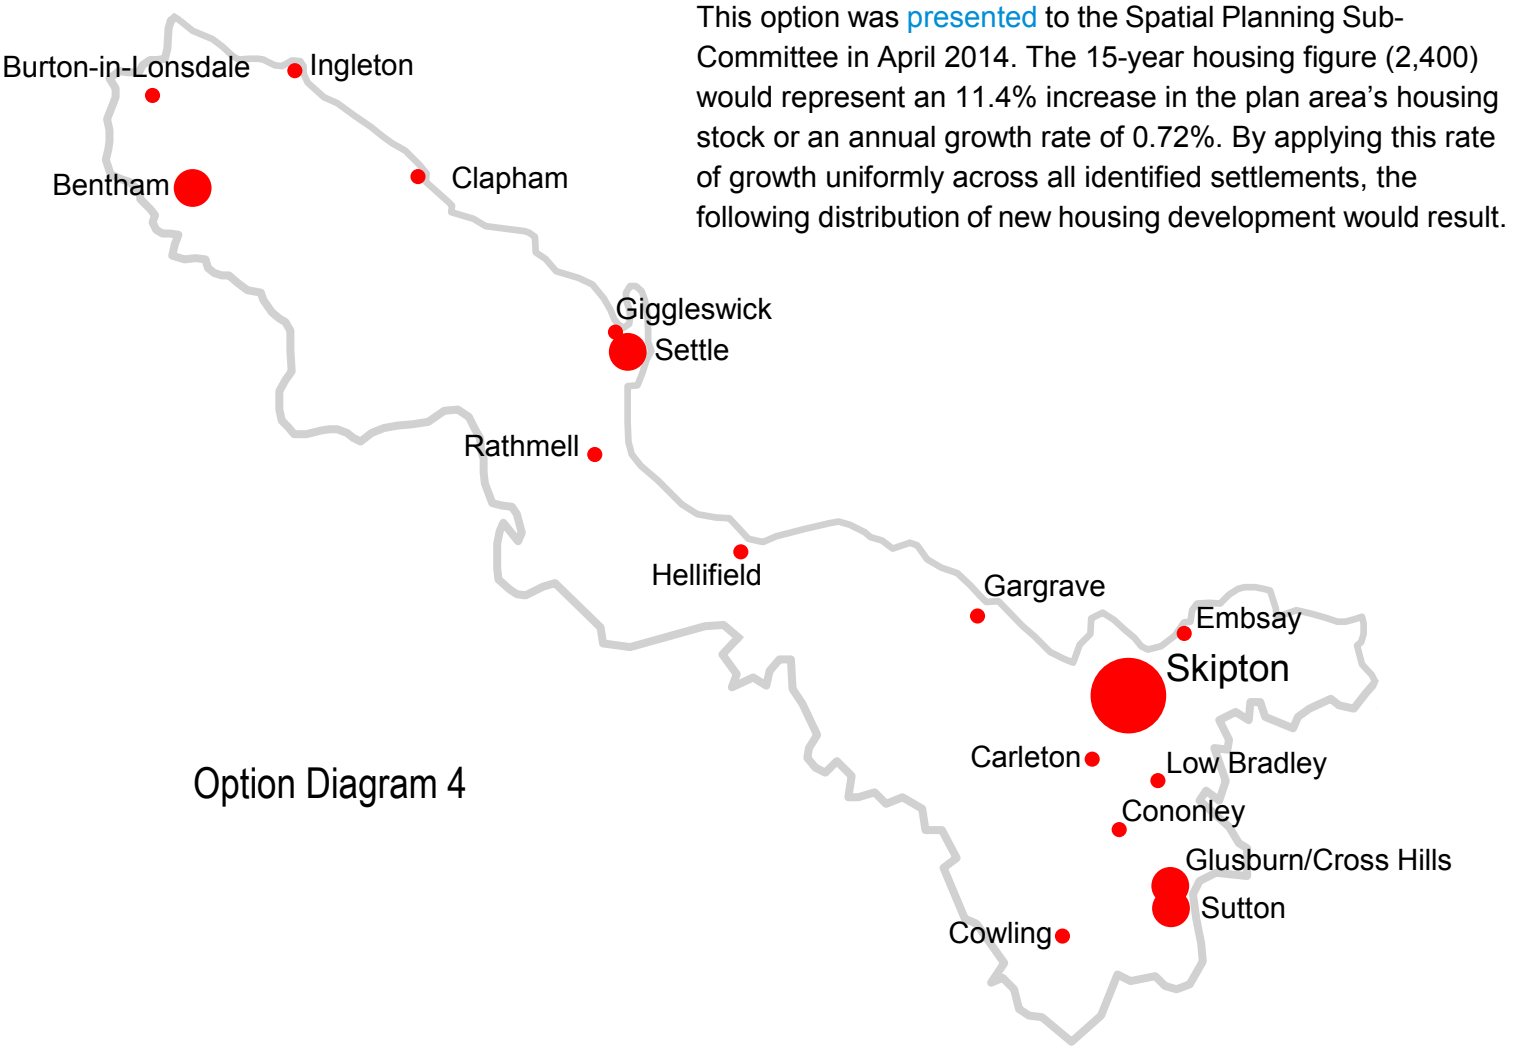 This option was presented to the Spatial Planning Sub-
Committee in April 2014. The 15-year housing figure (2,400)
would represent an 11.4% increase in the plan area's housing
stock or an annual growth rate of 0.72%. By applying this rate
of growth uniformly across all identified settlements, the
following distribution of new housing development would result.
Burton-in-Lonsdale
Ingleton
Bentham
Clapham
Giggleswick
Settle
Rathmell
Hellifield
Gargrave
Embsay
Skipton
Carleton
Low Bradley
Option Diagram 4
Cononley
Glusburn/Cross Hills
Sutton
Cowling